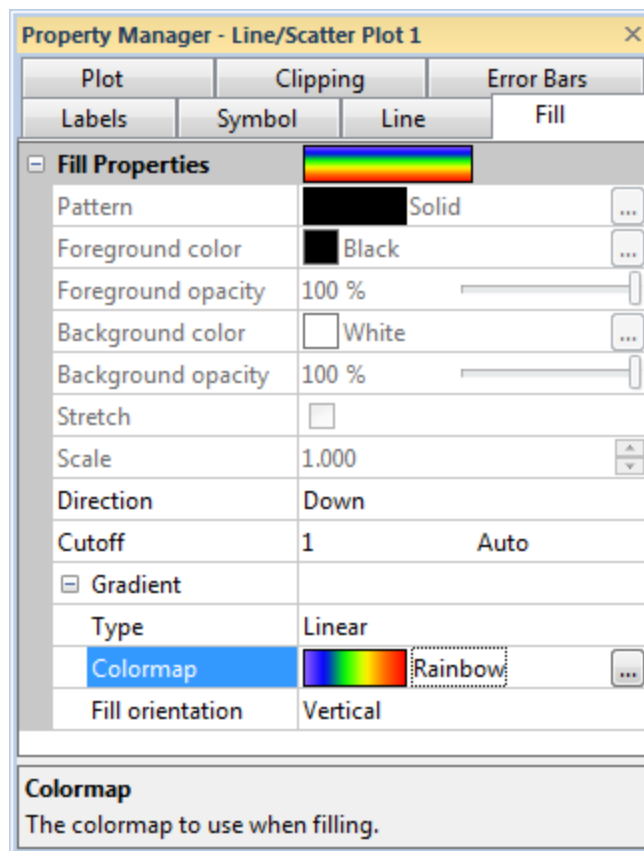 Property Manager - Line/Scatter Plot 1
Plot Clipping Error Bars
Labels Symbol Line Fill
Fill Properties
Pattern Solid ...
Foreground color Black ...
Foreground opacity 100 %
Background color White ...
Background opacity 100 %
Stretch
Scale 1.000
Direction Down
Cutoff 1 Auto
Gradient
Type Linear
Colormap Rainbow ...
Fill orientation Vertical
Colormap
The colormap to use when filling.